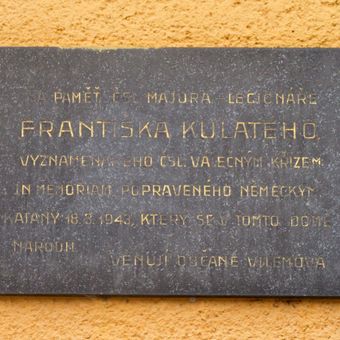 NA PAMĚŤ ČSL. MAJORA - LEGIONÁŘE
FRANTIŠKA KULATÉHO
VYZNAMENANÉHO ČSL. VÁLEČNÝM KŘÍŽEM
IN MEMORIAM POPRAVENÉHO NĚMECKÝMI
KATANY 18.3.1943, KTERÝ SE V TOMTO DOMĚ
NARODIL.
VĚNUJÍ OBČANÉ VILÉMOVA